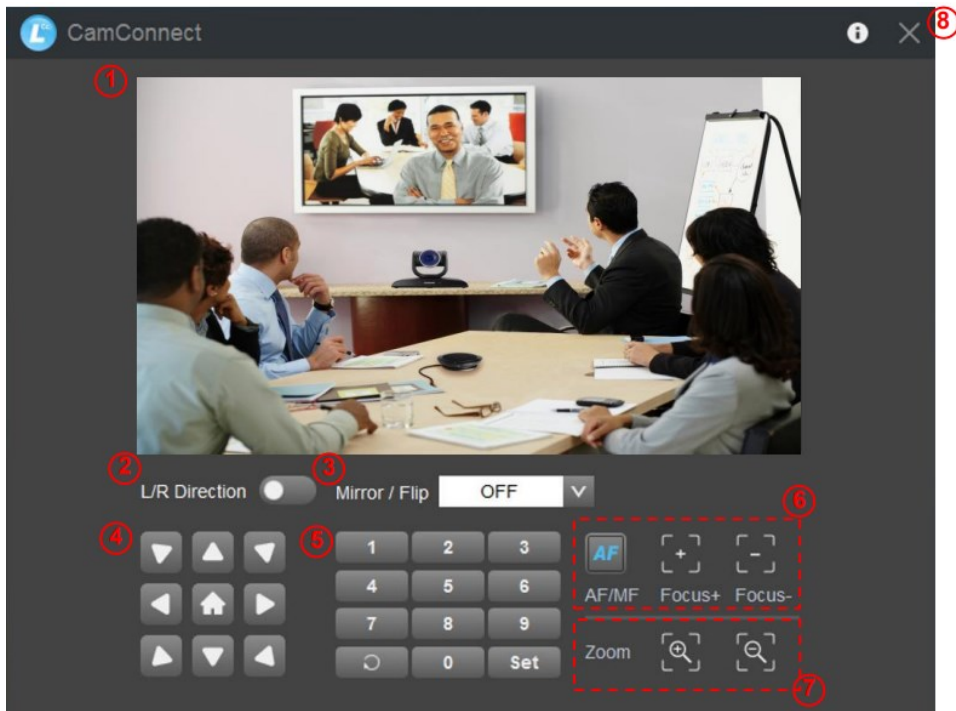 L CC CamConnect i ⑧
①
② L/R Direction ③ Mirror / Flip OFF
④ ⑤ ⑥
1 2 3 AF
4 5 6 AF/MF Focus+ Focus-
7 8 9
0 Set Zoom
⑦